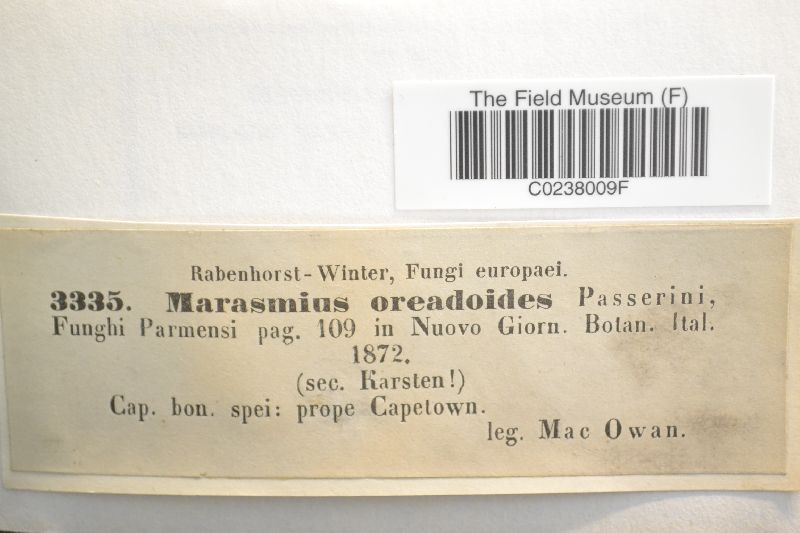 The Field Museum (F)
C0238009F
Rabenhorst-Winter, Fungi europaei.
3335. Marasmius oreadoides Passerini,
Funghi Parmensi pag. 109 in Nuovo Giorn. Botan. Ital.
1872.
(sec. Karsten!)
Cap. bon. spei: prope Capetown.
leg. Mac Owan.